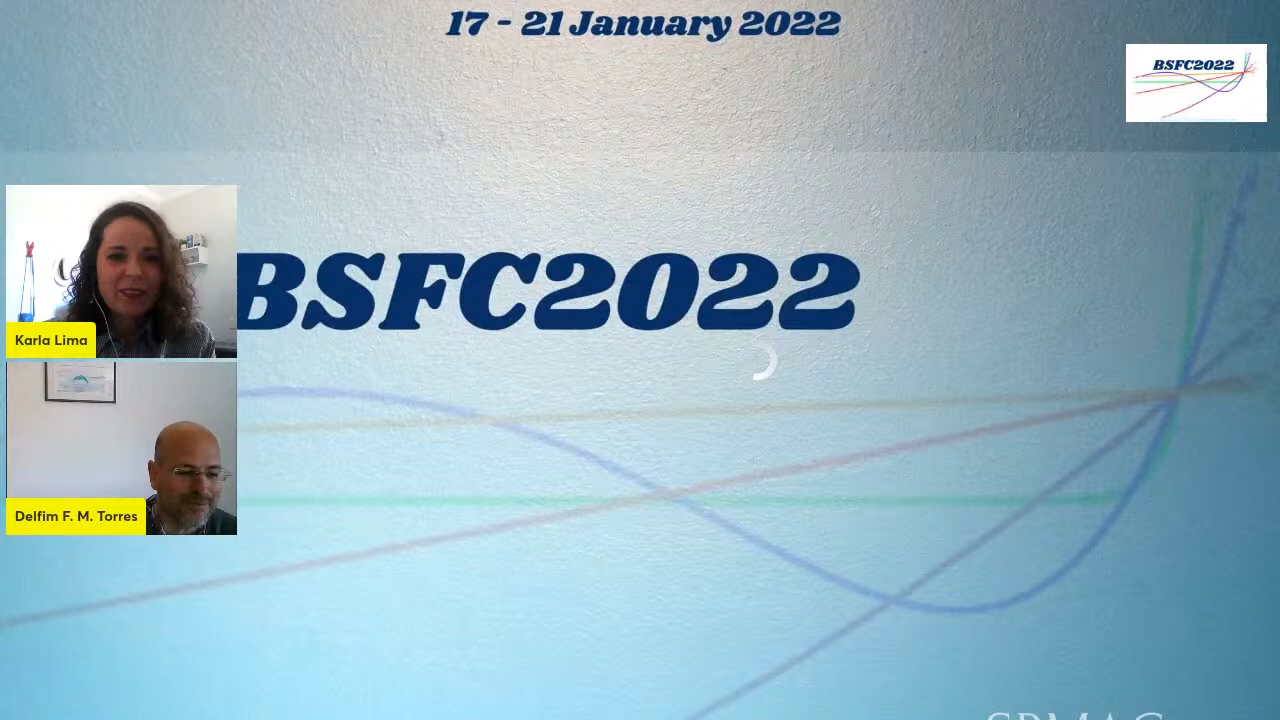 17 - 21 January 2022
BSFC2022
BSFC2022
Karla Lima
Delfim F. M. Torres